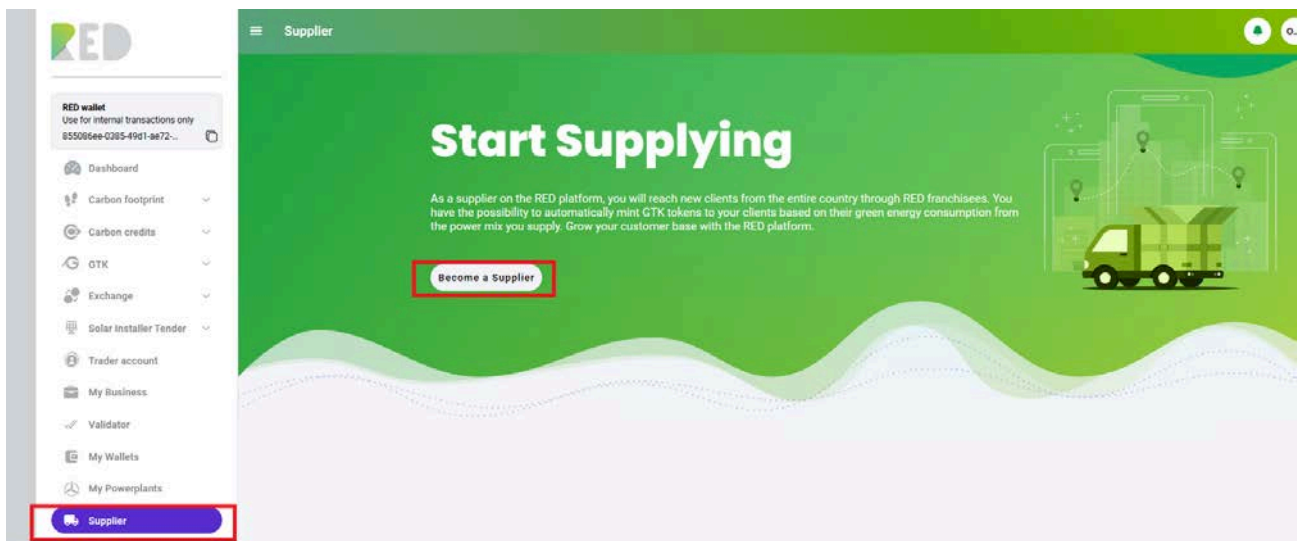 RED
RED wallet
Use for internal transactions only
855086ee-0385-49d1-ae72-...
Dashboard
Carbon footprint
Carbon credits
GTK
Exchange
Solar Installer Tender
Trader account
My Business
Validator
My Wallets
My Powerplants
Supplier
Supplier
O..
Start Supplying
As a supplier on the RED platform, you will reach new clients from the entire country through RED franchisees. You
have the possibility to automatically mint GTK tokens to your clients based on their green energy consumption from
the power mix you supply. Grow your customer base with the RED platform.
Become a Supplier